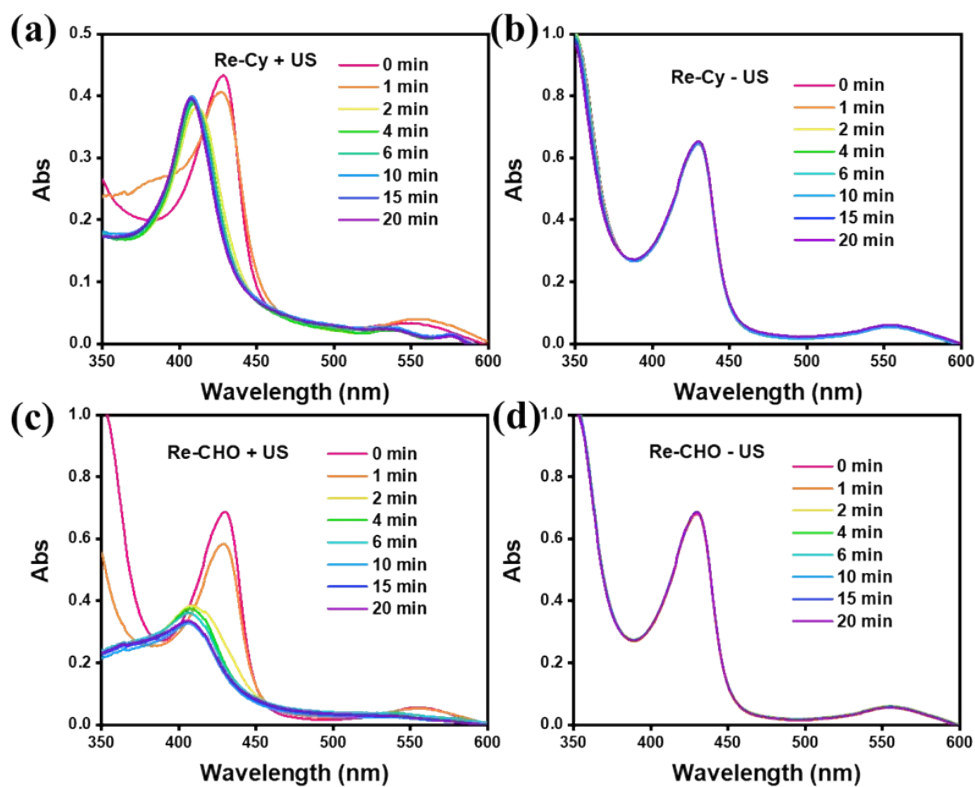 (a)
Re-Cy + US
0 min
1 min
2 min
4 min
6 min
10 min
15 min
20 min
0.5
0.4
0.3
0.2
0.1
0.0
Abs
350 400 450 500 550 600
Wavelength (nm)
(b)
Re-Cy - US
0 min
1 min
2 min
4 min
6 min
10 min
15 min
20 min
1.0
0.8
0.6
0.4
0.2
0.0
Abs
350 400 450 500 550 600
Wavelength (nm)
(c)
Re-CHO + US
0 min
1 min
2 min
4 min
6 min
10 min
15 min
20 min
1.0
0.8
0.6
0.4
0.2
0.0
Abs
350 400 450 500 550 600
Wavelength (nm)
(d)
Re-CHO - US
0 min
1 min
2 min
4 min
6 min
10 min
15 min
20 min
1.0
0.8
0.6
0.4
0.2
0.0
Abs
350 400 450 500 550 600
Wavelength (nm)